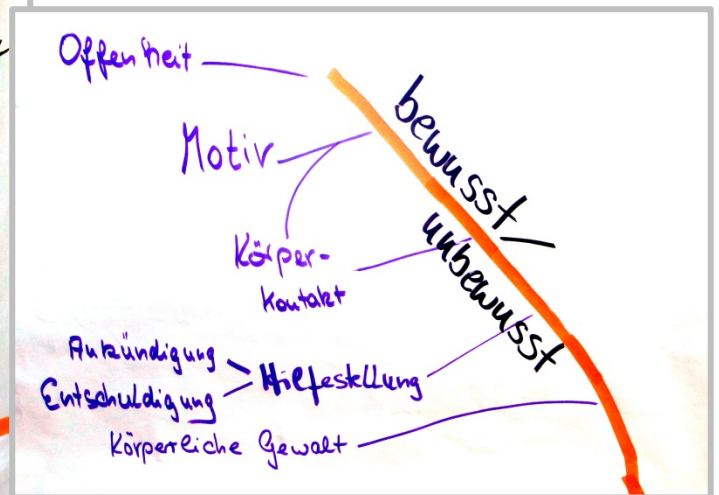 Offenheit
bewusst/
Motiv
unbewusst
Körper-
Kontakt
Ankündigung
Hilfestellung
Entschuldigung
Körperliche Gewalt